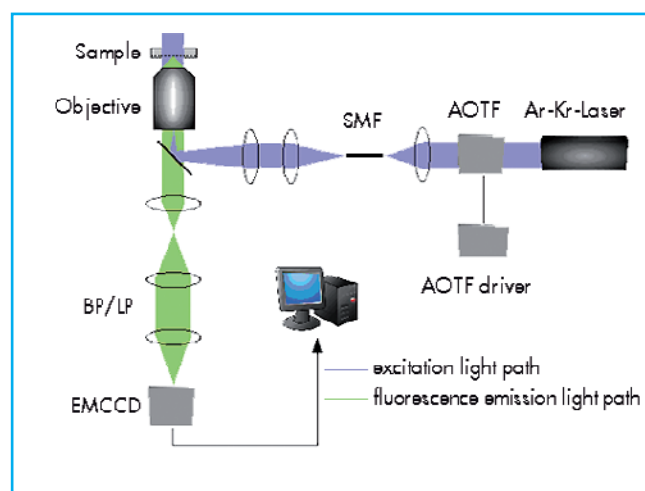 Sample
Objective
SMF
AOTF
Ar-Kr-Laser
AOTF driver
BP/LP
EMCCD
excitation light path
fluorescence emission light path